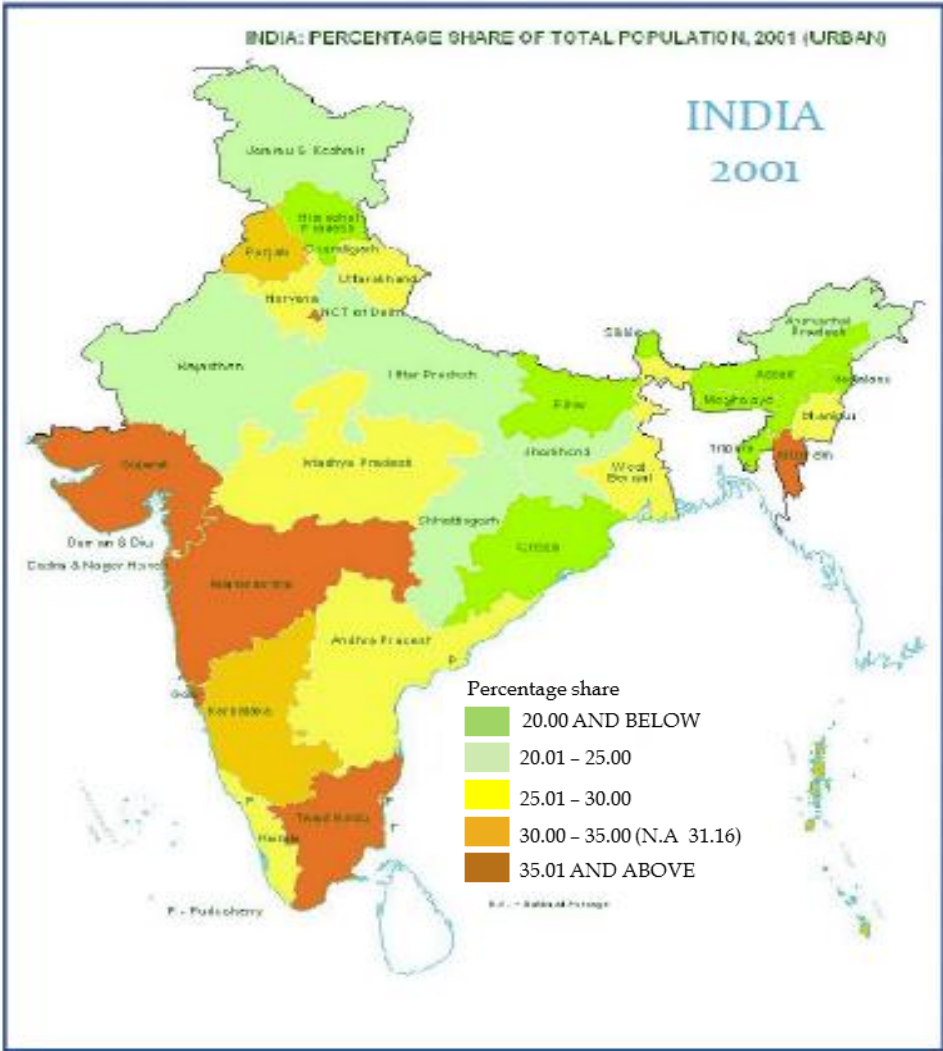 INDIA: PERCENTAGE SHARE OF TOTAL POPULATION, 2001 (URBAN)
INDIA
2001
Jammu & Kashmir
Himachal
Pradesh
Punjab
Chandigarh
Uttarakhand
Haryana
NCT of Delhi
Rajasthan
Uttar Pradesh
Sikkim
Arunachal
Pradesh
Assam
Nagaland
Meghalaya
Manipur
Bihar
Tripura
Mizoram
Jharkhand
West
Bengal
Gujarat
Madhya Pradesh
Chhattisgarh
Orissa
Daman & Diu
Dadra & Nagar Haveli
Maharashtra
Andhra Pradesh
P
Goa
Karnataka
Percentage share
20.00 AND BELOW
20.01 – 25.00
25.01 – 30.00
30.00 – 35.00 (N.A 31.16)
35.01 AND ABOVE
P
Kerala
Tamil Nadu
P
P - Puducherry
N.A. - National Average